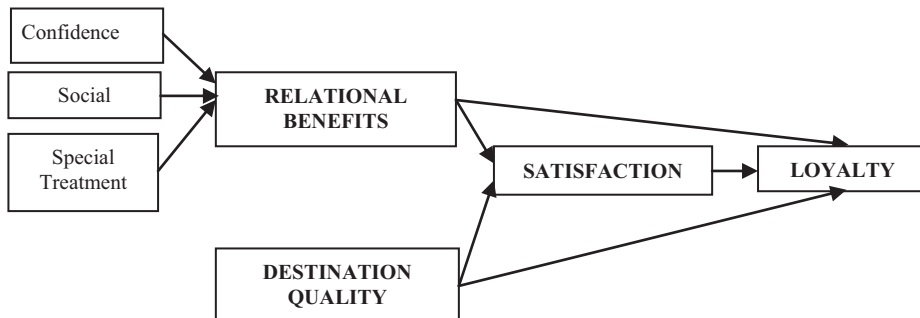 Confidence
Social
Special
Treatment
RELATIONAL
BENEFITS
SATISFACTION
LOYALTY
DESTINATION
QUALITY